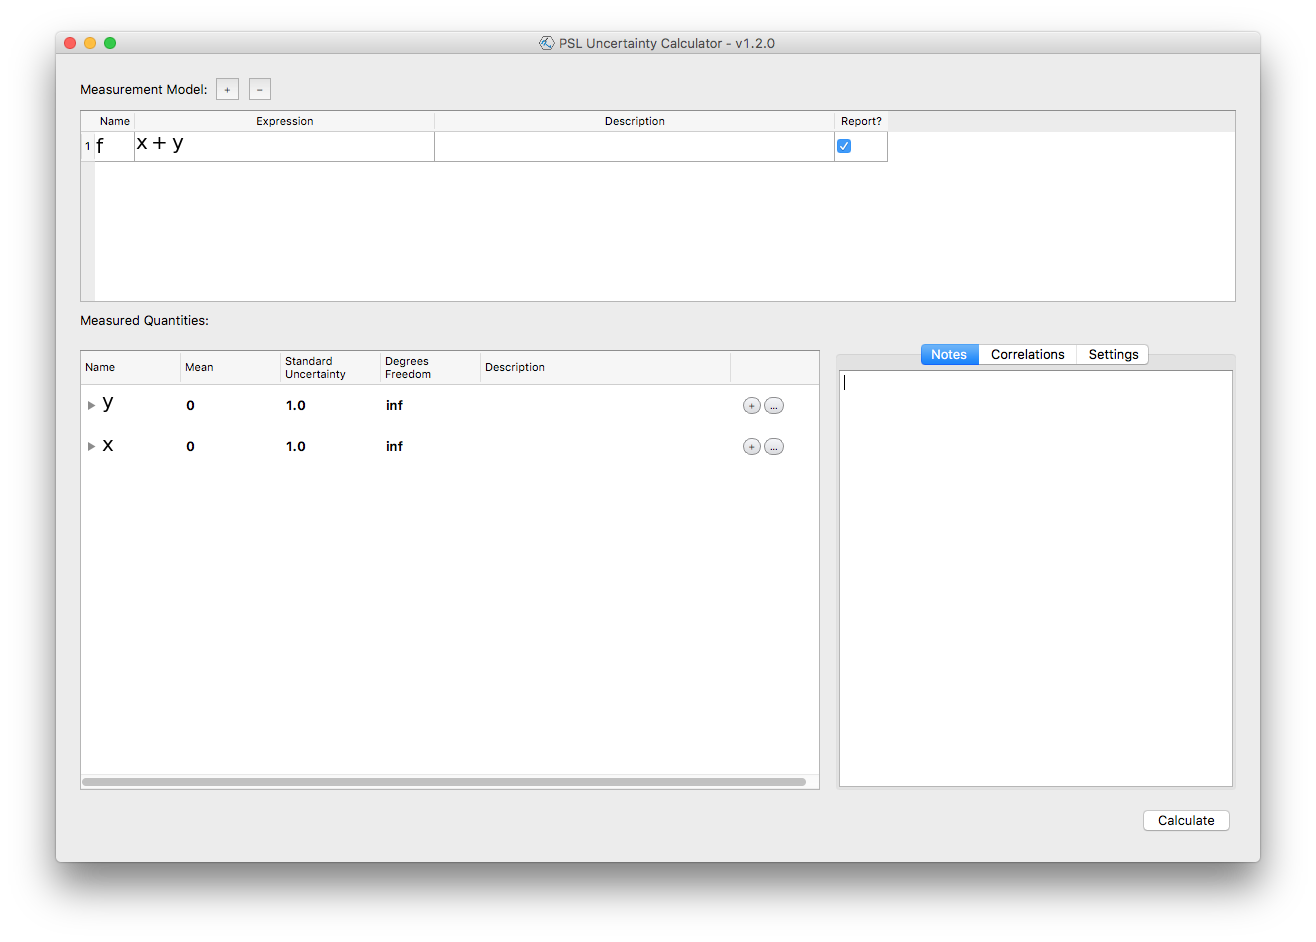 PSL Uncertainty Calculator - v1.2.0
Measurement Model: + −
Name Expression Description Report?
1 f x + y
Measured Quantities:
Name Mean Standard Uncertainty Degrees Freedom Description
y 0 1.0 inf + ...
x 0 1.0 inf + ...
Notes Correlations Settings
Calculate